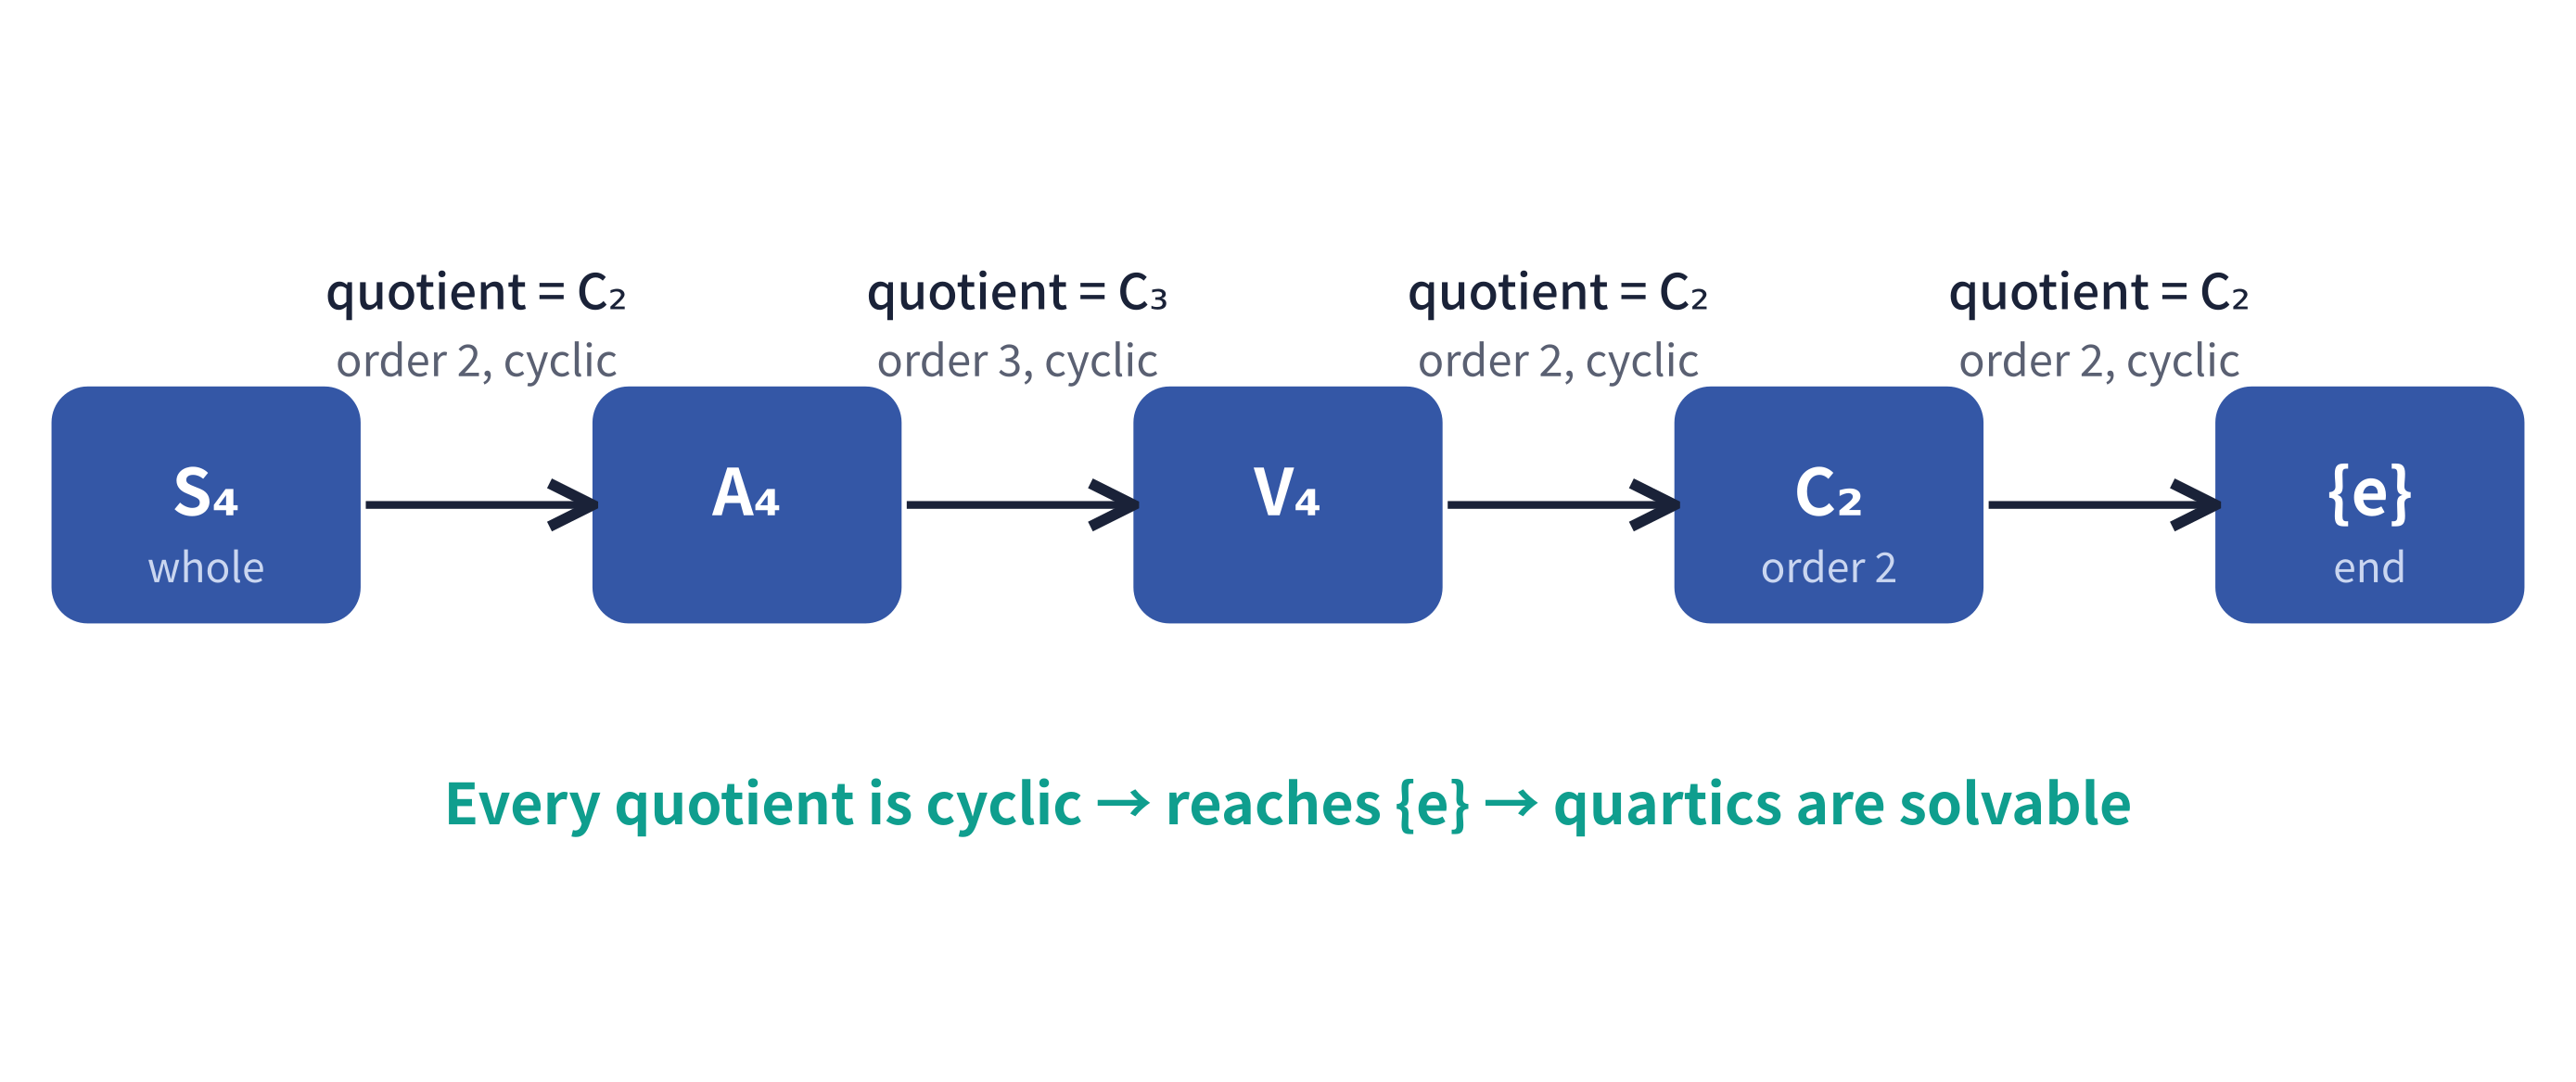 quotient = C₂
order 2, cyclic
quotient = C₃
order 3, cyclic
quotient = C₂
order 2, cyclic
quotient = C₂
order 2, cyclic
S₄
whole
A₄
V₄
C₂
order 2
{e}
end
Every quotient is cyclic → reaches {e} → quartics are solvable